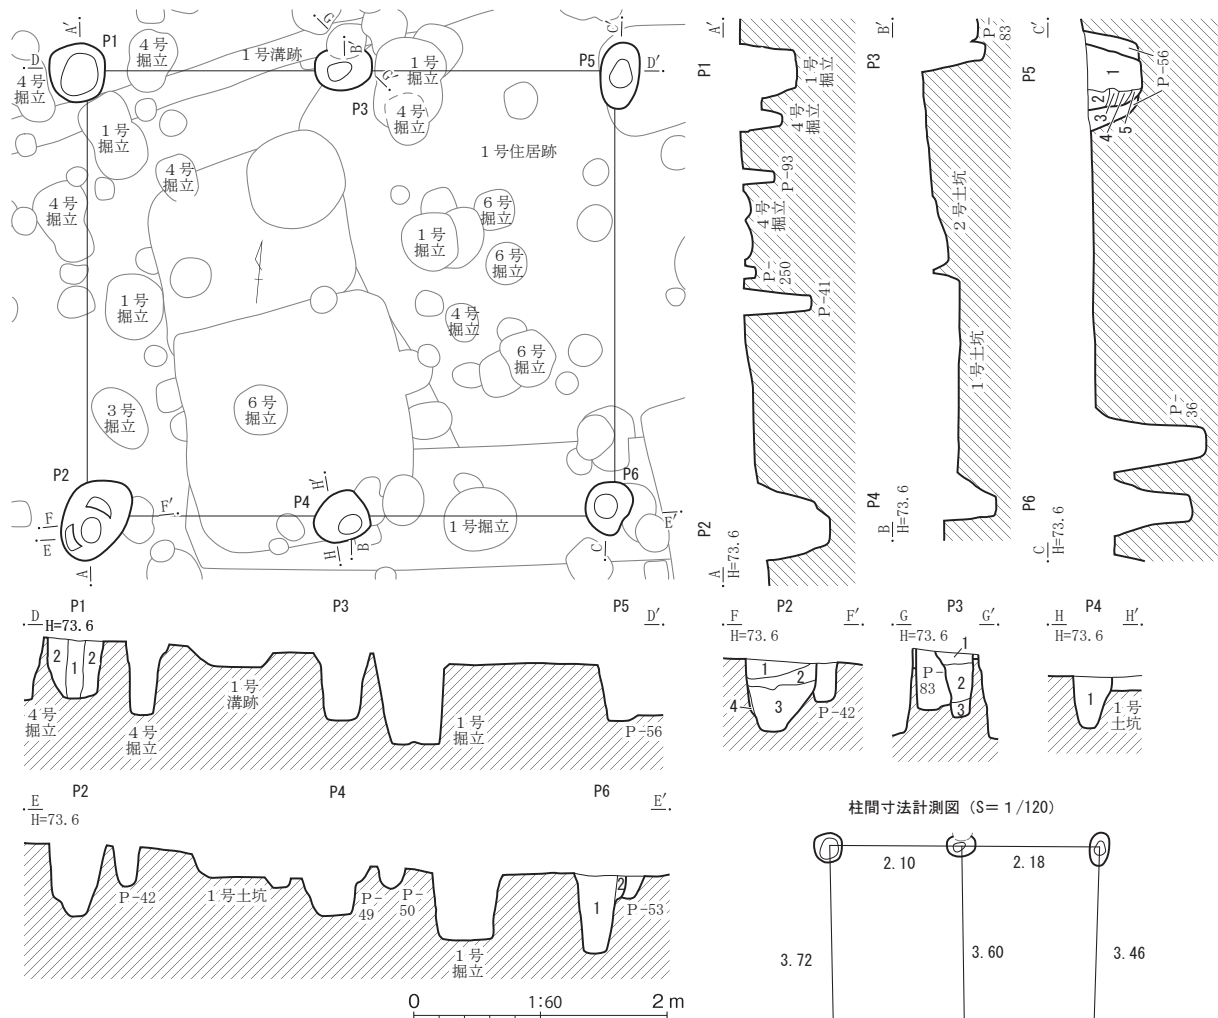 A′
P1
4号
掘立
1号溝跡
G
B′
G′
1号
掘立
C′
P5
D′
D
4号
掘立
P3
4号
掘立
1号
掘立
1号住居跡
4号
掘立
4号
掘立
6号
掘立
1号
掘立
6号
掘立
1号
掘立
4号
掘立
6号
掘立
3号
掘立
6号
掘立
P2
F
E
F′
A
P4
H′
H
B
1号掘立
P6
E′
C
A′
P1
1号
掘立
4号
掘立
P-93
4号
掘立
P-
250
P-41
P2
A
H=73.6
B′
P3
P-
83
2号土坑
1号土坑
P4
B
H=73.6
C′
P5
P-56
1
2
3
4
5
P-
36
P6
C
H=73.6
D
H=73.6
P1
P3
P5
D′
2
1
2
4号
掘立
4号
掘立
1号
溝跡
1号
掘立
P-56
F
H=73.6
P2
F′
1
2
3
4
P-42
G
H=73.6
P3
G′
1
P-
83
2
3
H
H=73.6
P4
H′
1
1号
土坑
E
H=73.6
P2
P4
P6
E′
P-42
1号土坑
P-
49
P-
50
1号
掘立
1
2
P-53
柱間寸法計測図（S＝1/120）
2.10
2.18
3.72
3.60
3.46
0
1:60
2 m